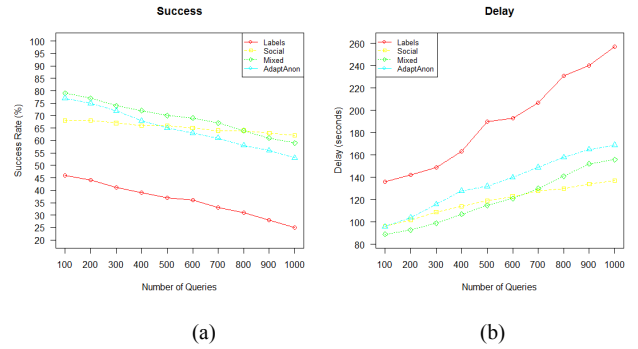 Success
Success Rate (%)
100
95
90
85
80
75
70
65
60
55
50
45
40
35
30
25
20
Labels
Social
Mixed
AdaptAnon
100 200 300 400 500 600 700 800 900 1000
Number of Queries
(a)
Delay
Delay (seconds)
260
240
220
200
180
160
140
120
100
80
Labels
Social
Mixed
AdaptAnon
100 200 300 400 500 600 700 800 900 1000
Number of Queries
(b)